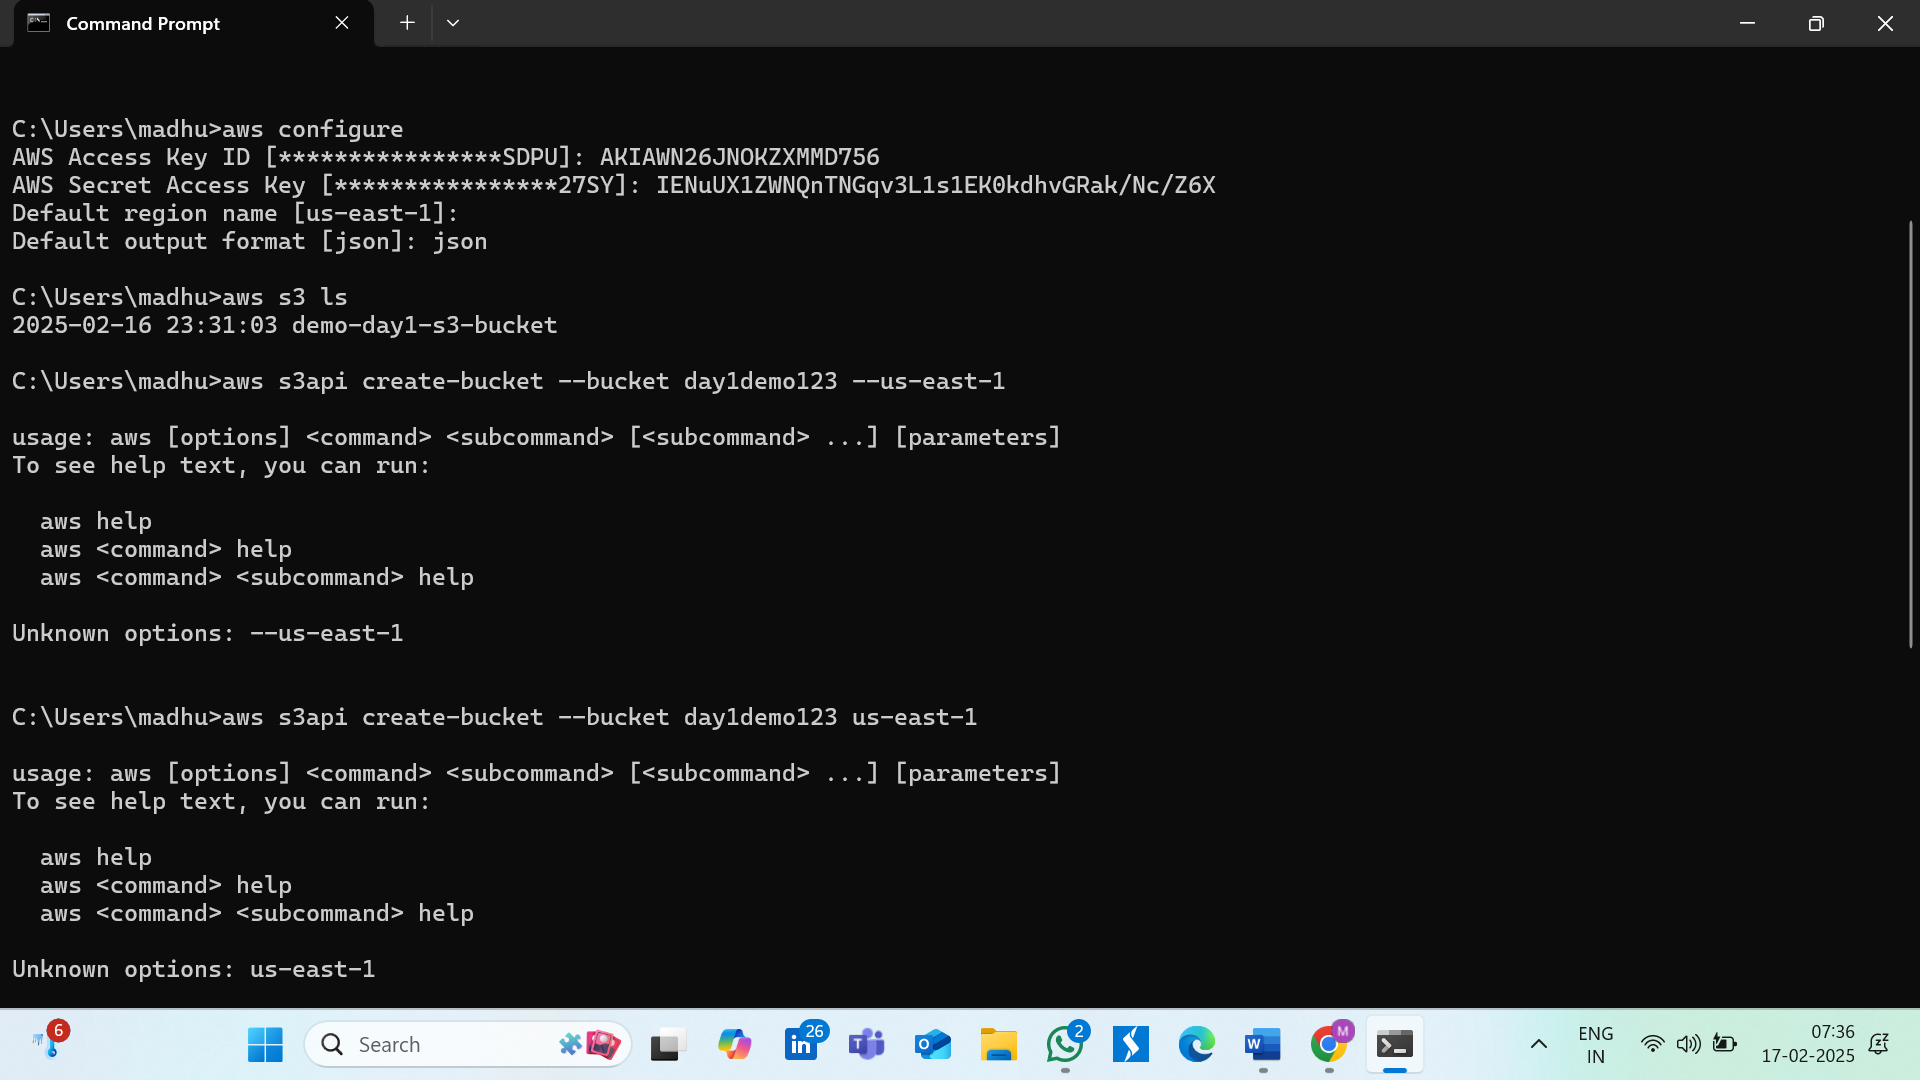 Command Prompt
C:\Users\madhu>aws configure
AWS Access Key ID [****************SDPU]: AKIAWN26JNOKZXMMD756
AWS Secret Access Key [****************27SY]: 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
Default region name [us-east-1]:
Default output format [json]: json
C:\Users\madhu>aws s3 ls
2025-02-16 23:31:03 demo-day1-s3-bucket
C:\Users\madhu>aws s3api create-bucket --bucket day1demo123 --us-east-1
usage: aws [options] <command> <subcommand> [<subcommand> ...] [parameters]
To see help text, you can run:
aws help
aws <command> help
aws <command> <subcommand> help
Unknown options: --us-east-1
C:\Users\madhu>aws s3api create-bucket --bucket day1demo123 us-east-1
usage: aws [options] <command> <subcommand> [<subcommand> ...] [parameters]
To see help text, you can run:
aws help
aws <command> help
aws <command> <subcommand> help
Unknown options: us-east-1
6
Search
26
2
M
ENG
IN
07:36
17-02-2025